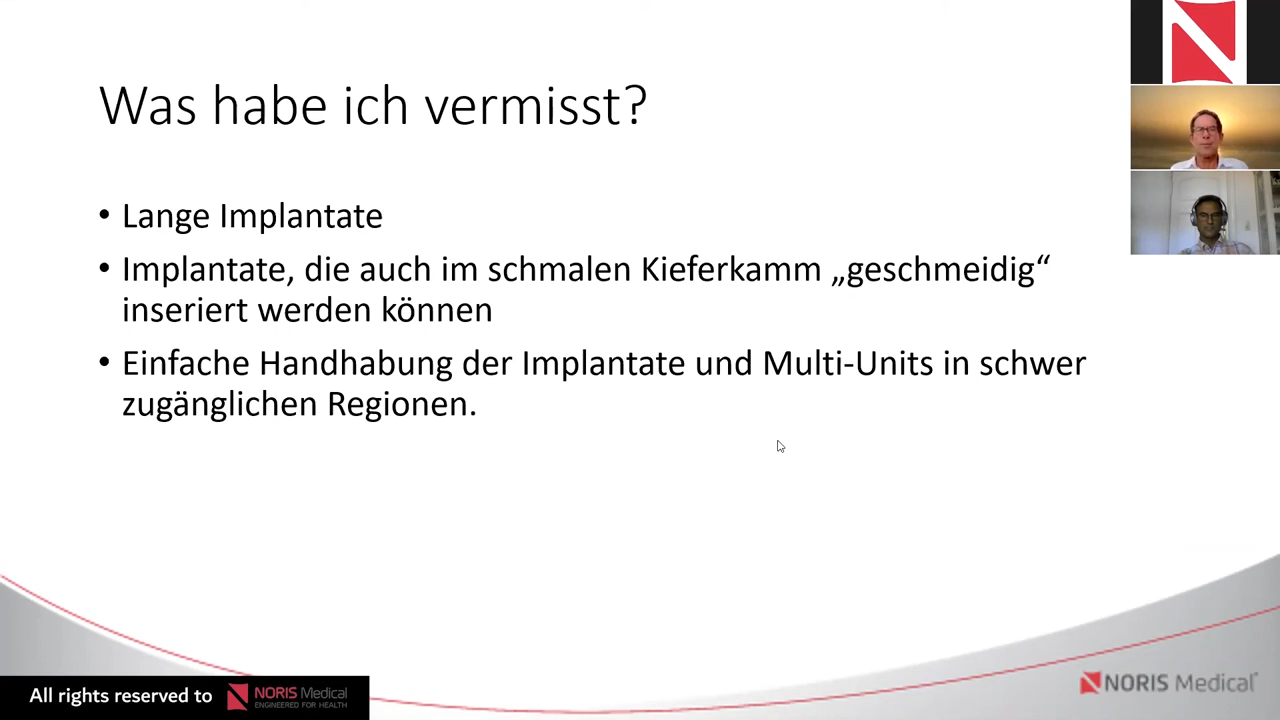 Was habe ich vermisst?
• Lange Implantate
• Implantate, die auch im schmalen Kieferkamm „geschmeidig“
inseriert werden können
• Einfache Handhabung der Implantate und Multi-Units in schwer
zugänglichen Regionen.
All rights reserved to
NORIS Medical
ENGINEERED FOR HEALTH
NORIS Medical